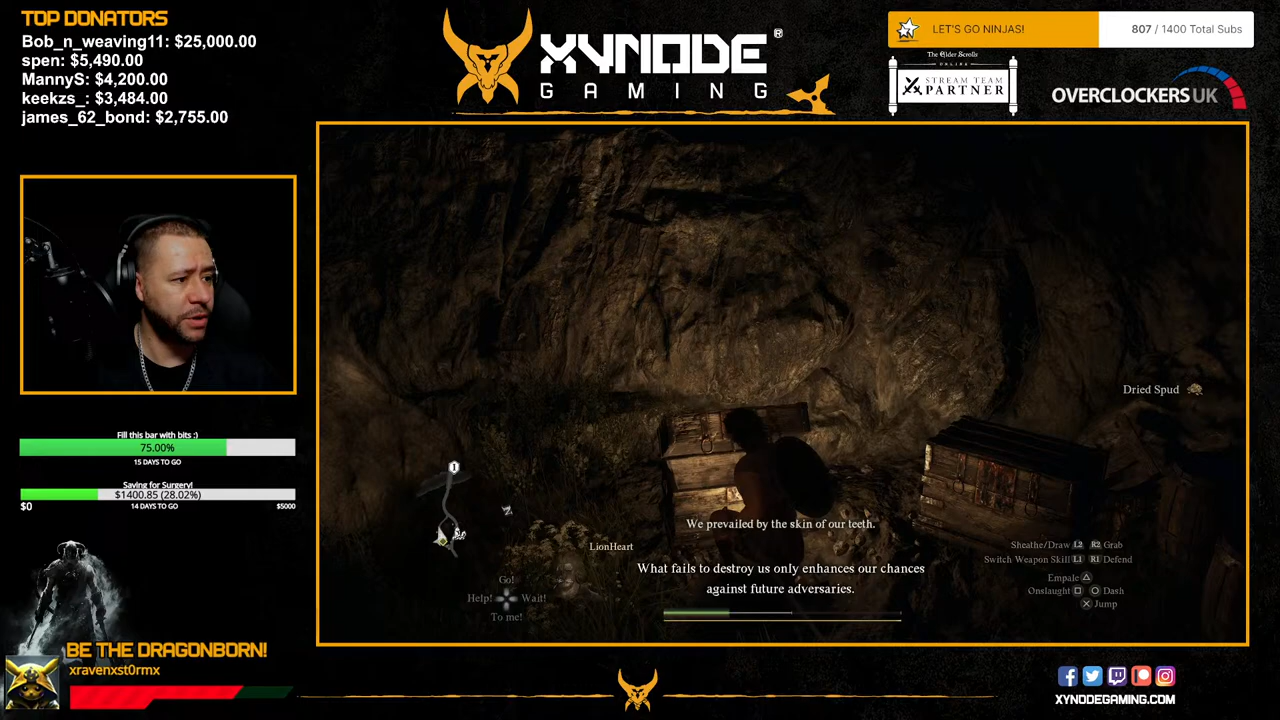 TOP DONATORS
Bob_n_weaving11: $25,000.00
spen: $5,490.00
MannyS: $4,200.00
keekzs_: $3,484.00
james_62_bond: $2,755.00
XYNODE®
GAMING
LET'S GO NINJAS!
807 / 1400 Total Subs
The Elder Scrolls
ONLINE
STREAM TEAM
PARTNER
OVERCLOCKERS UK
Fill this bar with bits :)
75.00%
15 DAYS TO GO
Saving for Surgery!
$1400.85 (28.02%)
$0
14 DAYS TO GO
$5000
Dried Spud
1
We prevailed by the skin of our teeth.
LionHeart
What fails to destroy us only enhances our chances
against future adversaries.
Go!
Help!
Wait!
To me!
Sheathe/Draw L2 R2 Grab
Switch Weapon Skill L1 R1 Defend
Empale
Onslaught
Dash
Jump
BE THE DRAGONBORN!
xravenxst0rmx
XYNODEGAMING.COM